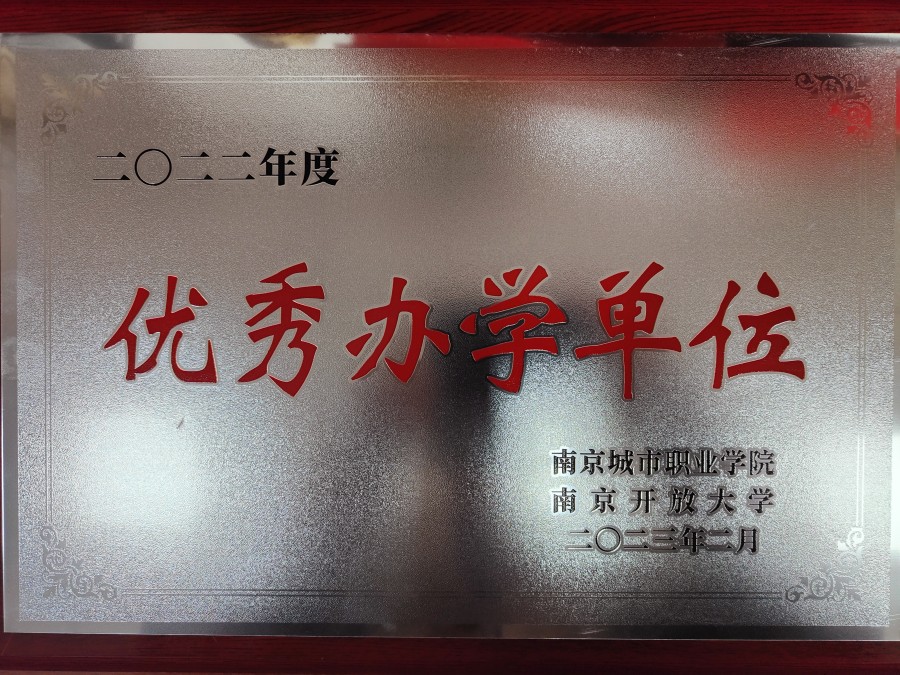 二〇二二年度
优秀办学单位
南京城市职业学院
南京开放大学
二〇二三年二月